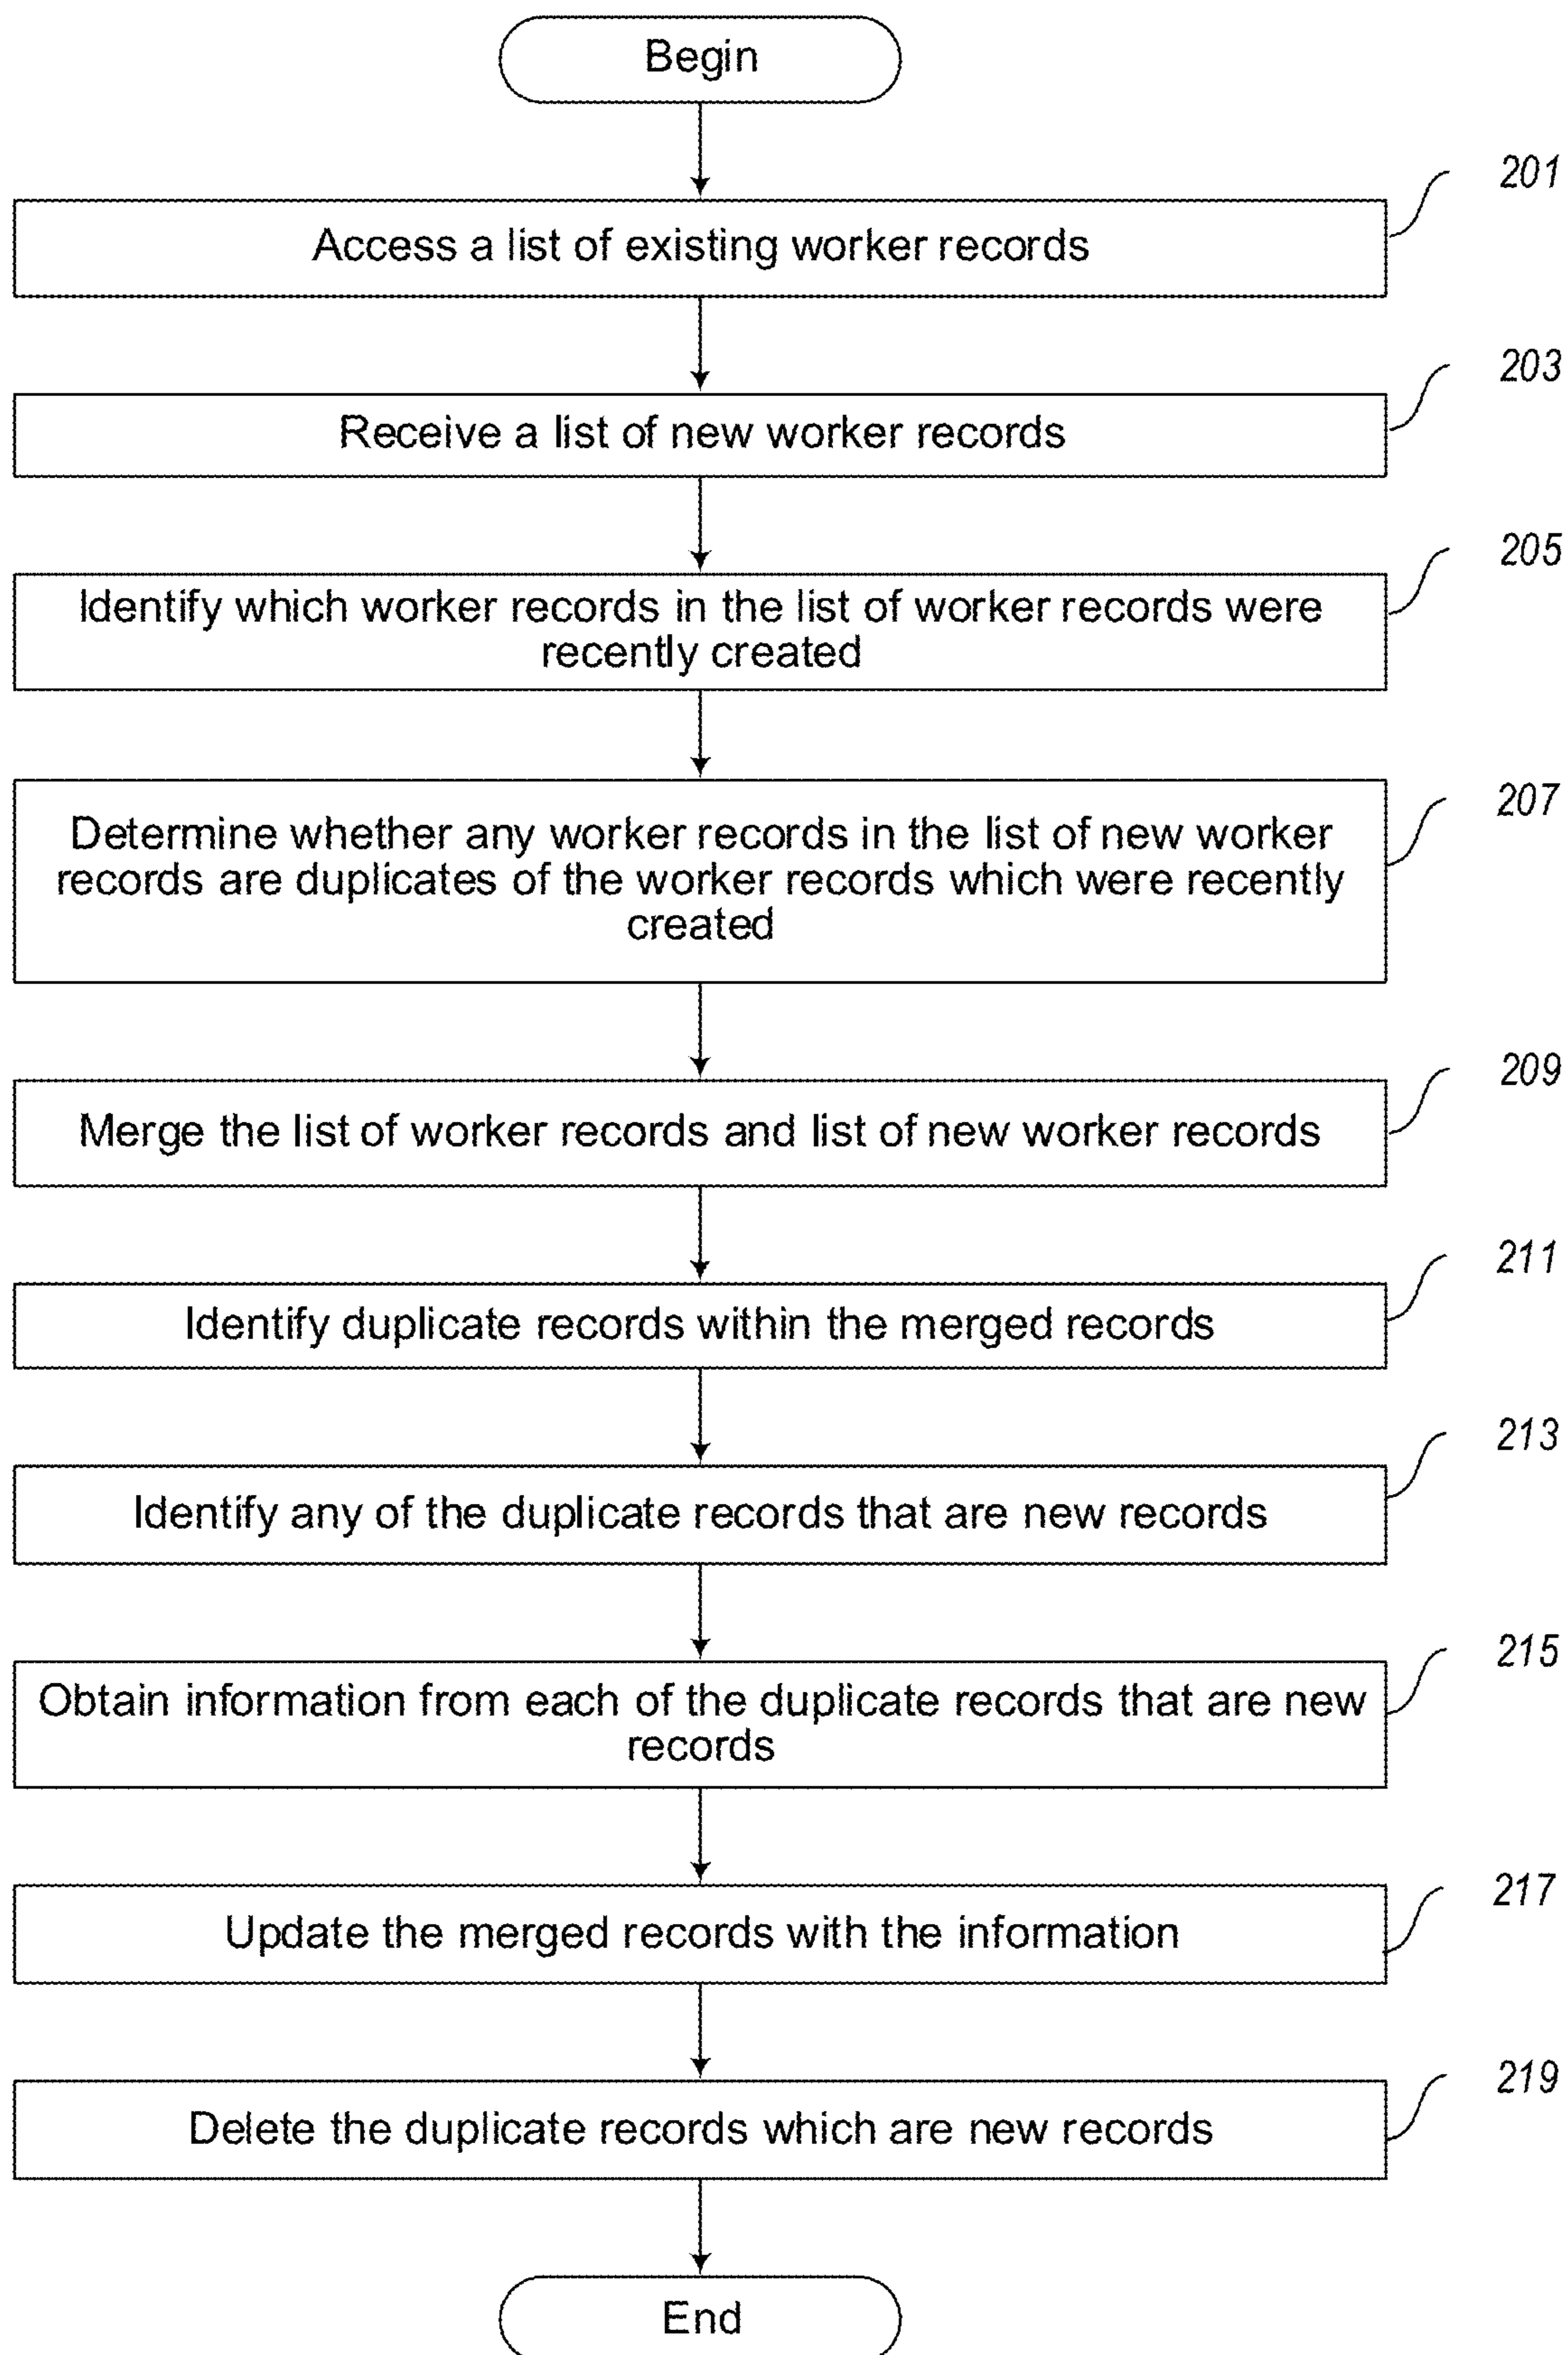 Begin
201
Access a list of existing worker records
203
Receive a list of new worker records
205
Identify which worker records in the list of worker records were
recently created
207
Determine whether any worker records in the list of new worker
records are duplicates of the worker records which were recently
created
209
Merge the list of worker records and list of new worker records
211
Identify duplicate records within the merged records
213
Identify any of the duplicate records that are new records
215
Obtain information from each of the duplicate records that are new
records
217
Update the merged records with the information
219
Delete the duplicate records which are new records
End